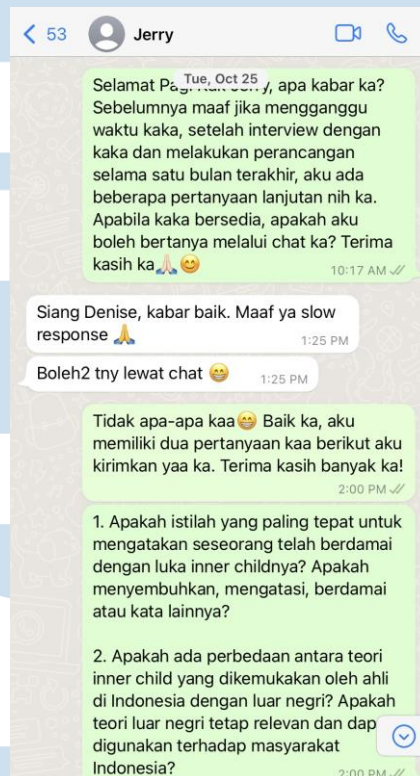 53
Jerry
Tue, Oct 25
Selamat Pagi Kak Jerry, apa kabar ka?
Sebelumnya maaf jika mengganggu
waktu kaka, setelah interview dengan
kaka dan melakukan perancangan
selama satu bulan terakhir, aku ada
beberapa pertanyaan lanjutan nih ka.
Apabila kaka bersedia, apakah aku
boleh bertanya melalui chat ka? Terima
kasih ka🙏🏻😊
10:17 AM
Siang Denise, kabar baik. Maaf ya slow
response 🙏
1:25 PM
Boleh2 tny lewat chat 😁
1:25 PM
Tidak apa-apa kaa😁 Baik ka, aku
memiliki dua pertanyaan kaa berikut aku
kirimkan yaa ka. Terima kasih banyak ka!
2:00 PM
1. Apakah istilah yang paling tepat untuk
mengatakan seseorang telah berdamai
dengan luka inner childnya? Apakah
menyembuhkan, mengatasi, berdamai
atau kata lainnya?
2. Apakah ada perbedaan antara teori
inner child yang dikemukakan oleh ahli
di Indonesia dengan luar negri? Apakah
teori luar negri tetap relevan dan dap
digunakan terhadap masyarakat
Indonesia?
2:00 PM